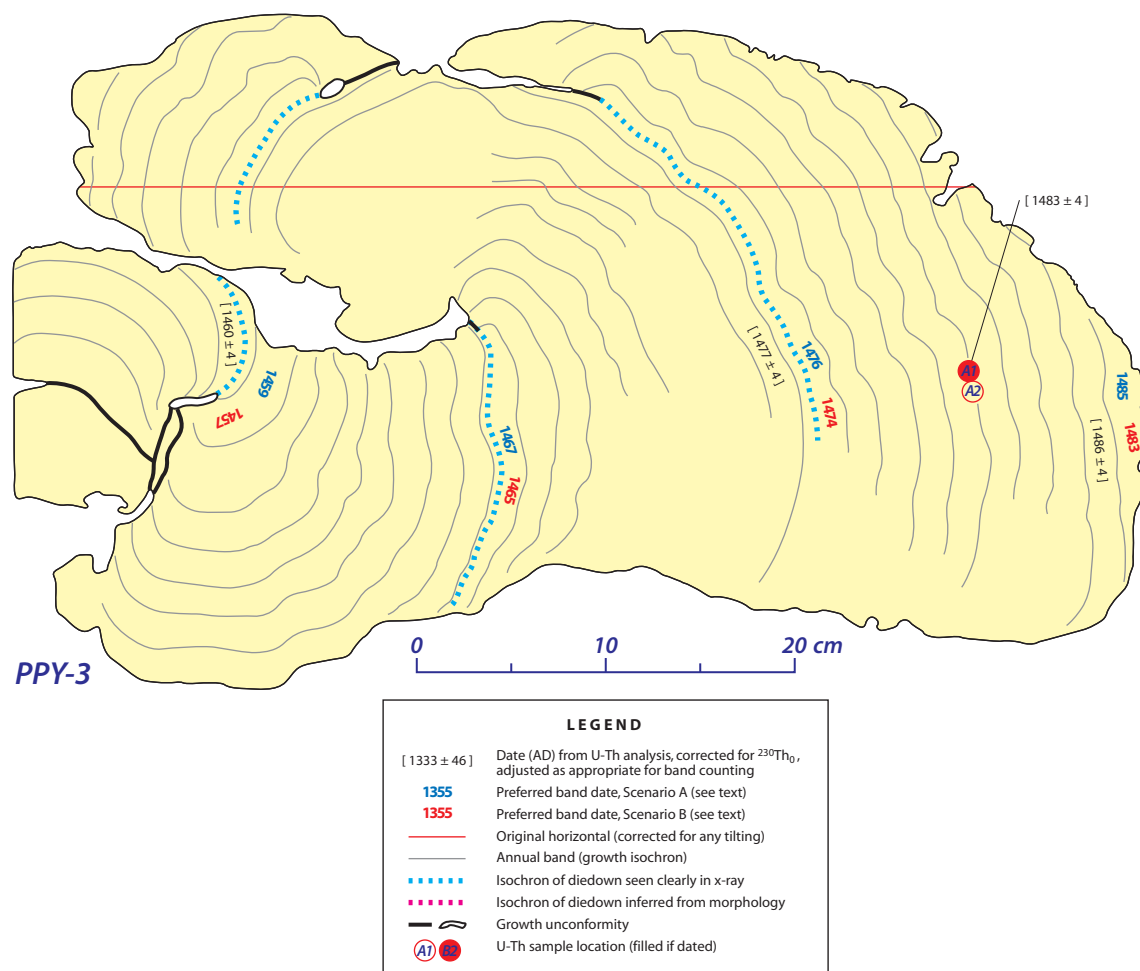 [ 1483 ± 4 ]
[ 1460 ± 4 ]
1459
1457
[ 1477 ± 4 ]
1476
1474
A1
A2
1485
1483
[ 1486 ± 4 ]
1467
1465
0 10 20 cm
PPY-3
LEGEND
[ 1333 ± 46 ] Date (AD) from U-Th analysis, corrected for ²³⁰Th₀,
adjusted as appropriate for band counting
1355 Preferred band date, Scenario A (see text)
1355 Preferred band date, Scenario B (see text)
Original horizontal (corrected for any tilting)
Annual band (growth isochron)
Isochron of diedown seen clearly in x-ray
Isochron of diedown inferred from morphology
Growth unconformity
A1 B2 U-Th sample location (filled if dated)